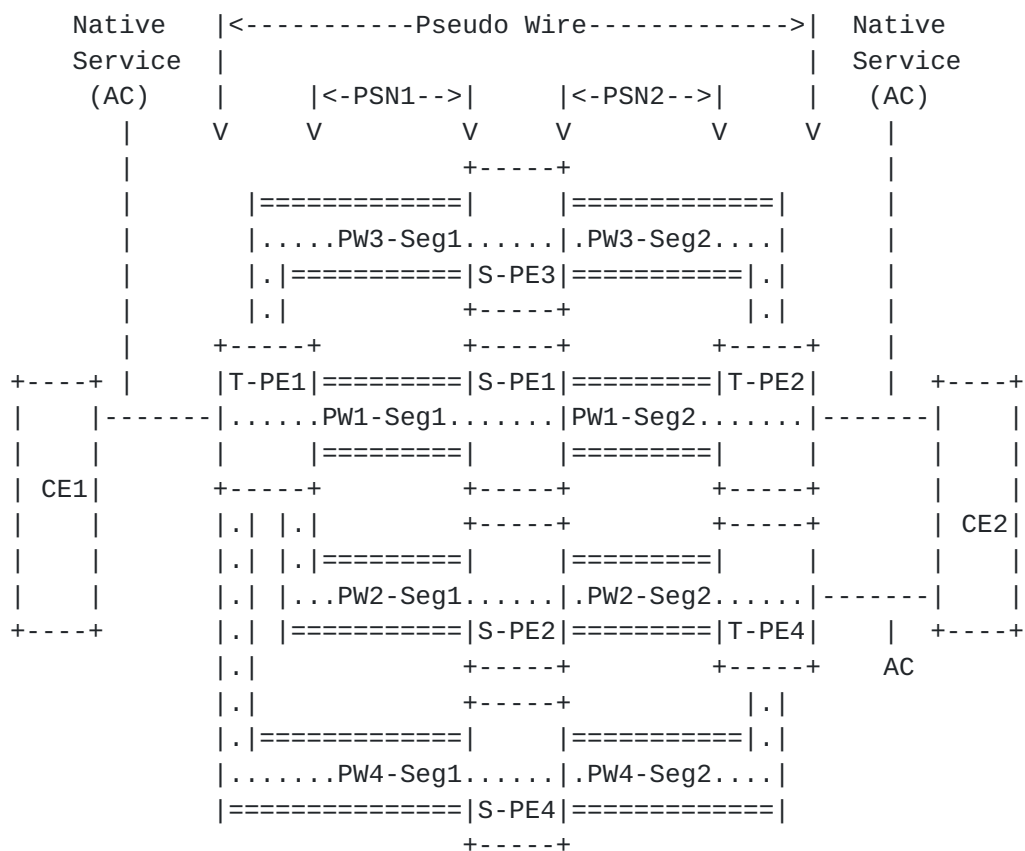 Native   |<-----------Pseudo Wire------------->|  Native
       Service  |                                     |  Service
        (AC)    |     |<-PSN1-->|     |<-PSN2-->|     |   (AC)
          |     V     V         V     V         V     V    |
          |                     +-----+                    |
          |       |=============|     |=============|      |
          |       |.....PW3-Seg1......|.PW3-Seg2....|      |
          |       |.|===========|S-PE3|===========|.|      |
          |       |.|           +-----+           |.|      |
          |     +-----+         +-----+         +-----+    |
   +----+ |     |T-PE1|=========|S-PE1|=========|T-PE2|    |  +----+
   |    |-------|......PW1-Seg1.......|PW1-Seg2.......|-------|    |
   |    |       |     |=========|     |=========|     |       |    |
   | CE1|       +-----+         +-----+         +-----+       |    |
   |    |       |.| |.|         +-----+         +-----+       | CE2|
   |    |       |.| |.|=========|     |=========|     |       |    |
   |    |       |.| |...PW2-Seg1......|.PW2-Seg2......|-------|    |
   +----+       |.| |===========|S-PE2|=========|T-PE4|    |  +----+
                |.|             +-----+         +-----+    AC
                |.|             +-----+           |.|
                |.|=============|     |===========|.|
                |.......PW4-Seg1......|.PW4-Seg2....|
                |===============|S-PE4|=============|
                                +-----+